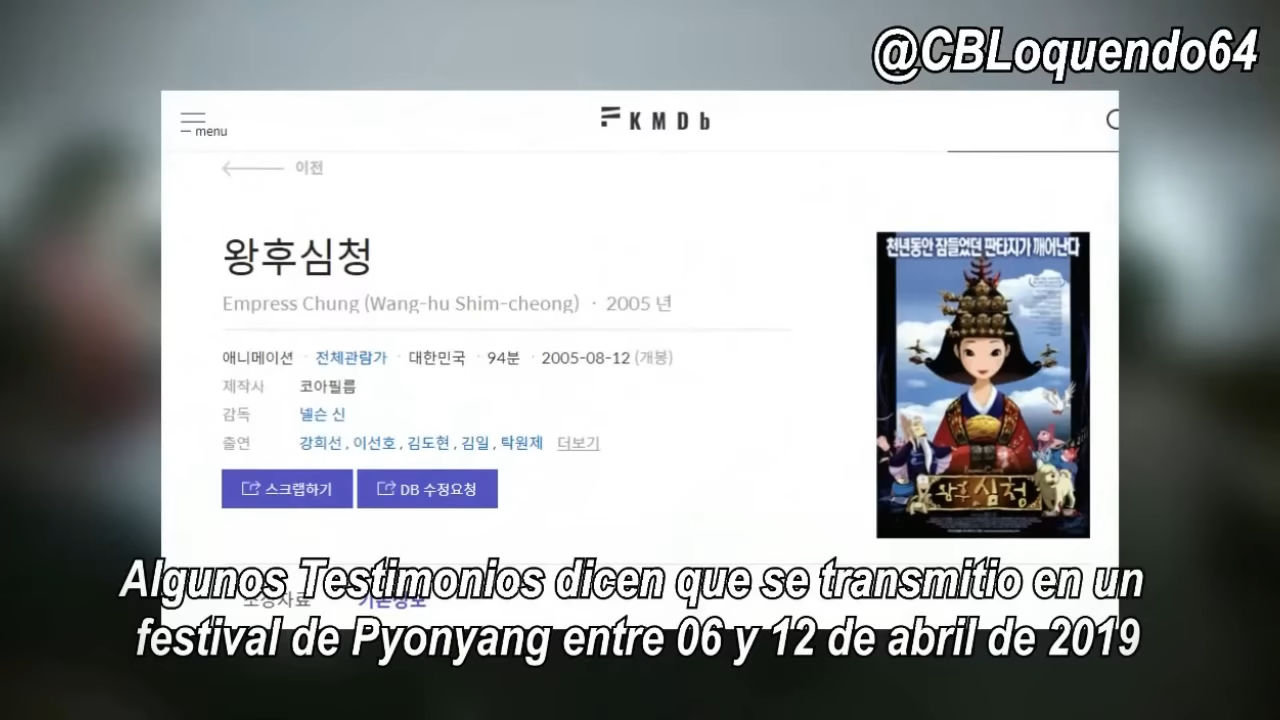 @CBLoquendo64
menu
KMDb
이전
왕후심청
Empress Chung (Wang-hu Shim-cheong) · 2005 년
애니메이션 · 전체관람가 · 대한민국 · 94분 · 2005-08-12 (개봉)
제작사 코아필름
감독 넬슨 신
출연 강희선 , 이선호 , 김도현 , 김일 , 탁원제 더보기
스크랩하기 DB 수정요청
천년동안 잠들었던 판타지가 깨어난다
왕후심청
기본정보
Algunos Testimonios dicen que se transmitio en un
festival de Pyonyang entre 06 y 12 de abril de 2019